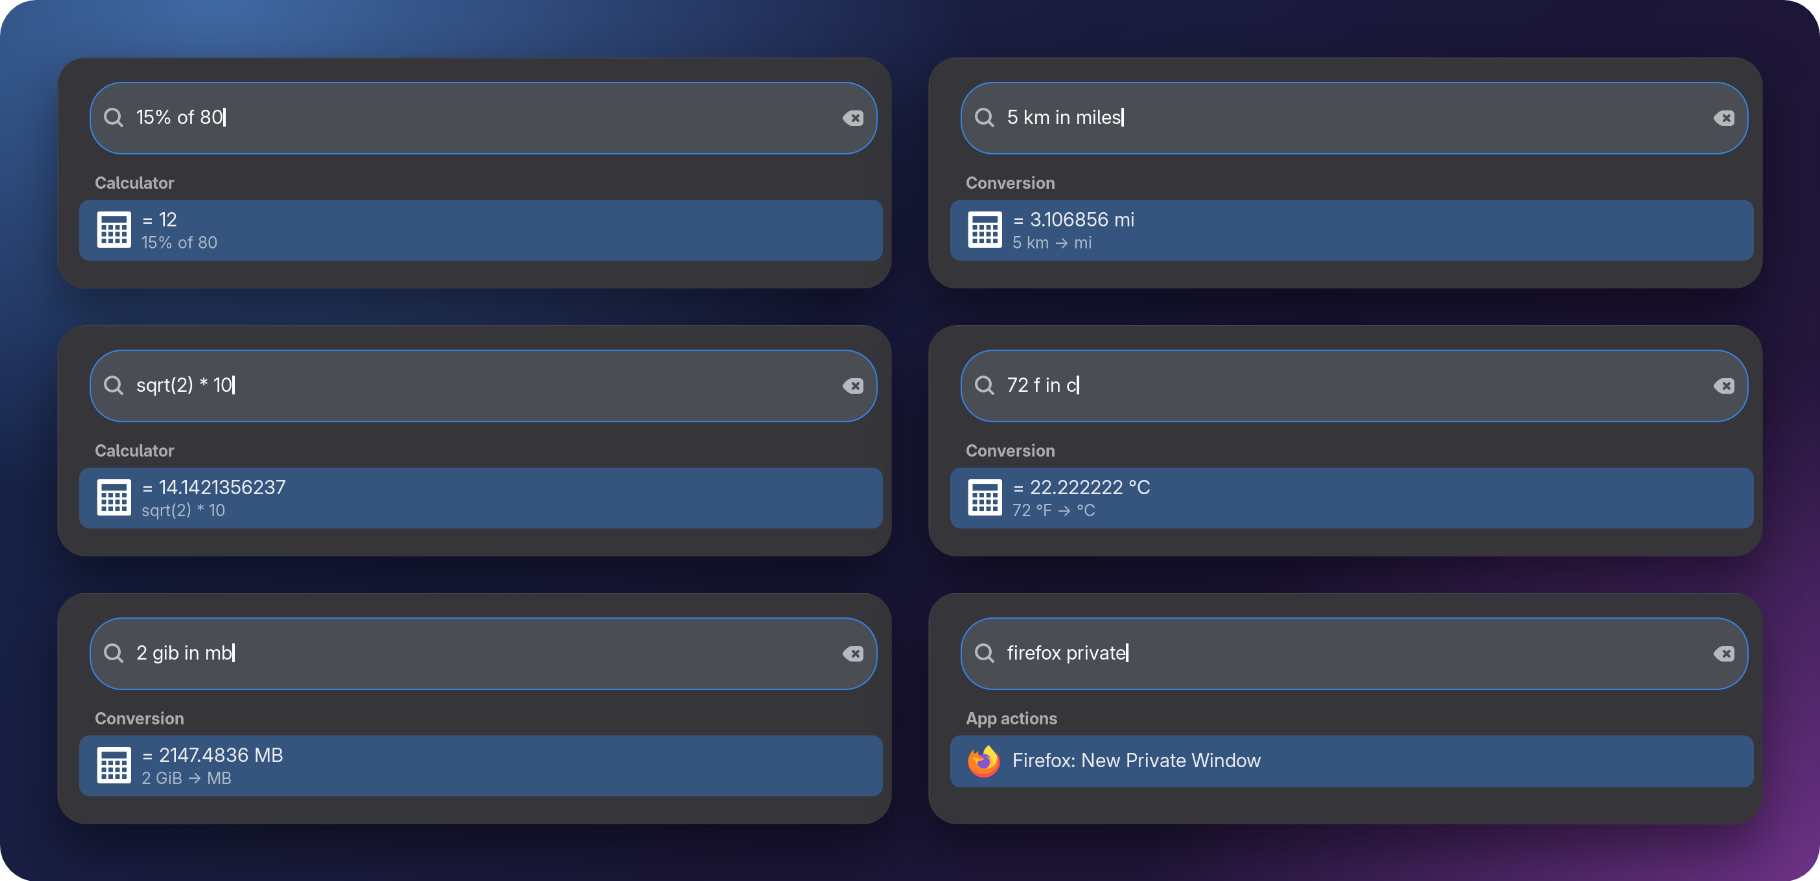 15% of 80
Calculator
= 12
15% of 80
5 km in miles
Conversion
= 3.106856 mi
5 km → mi
sqrt(2) * 10
Calculator
= 14.1421356237
sqrt(2) * 10
72 f in c
Conversion
= 22.222222 °C
72 °F → °C
2 gib in mb
Conversion
= 2147.4836 MB
2 GiB → MB
firefox private
App actions
Firefox: New Private Window